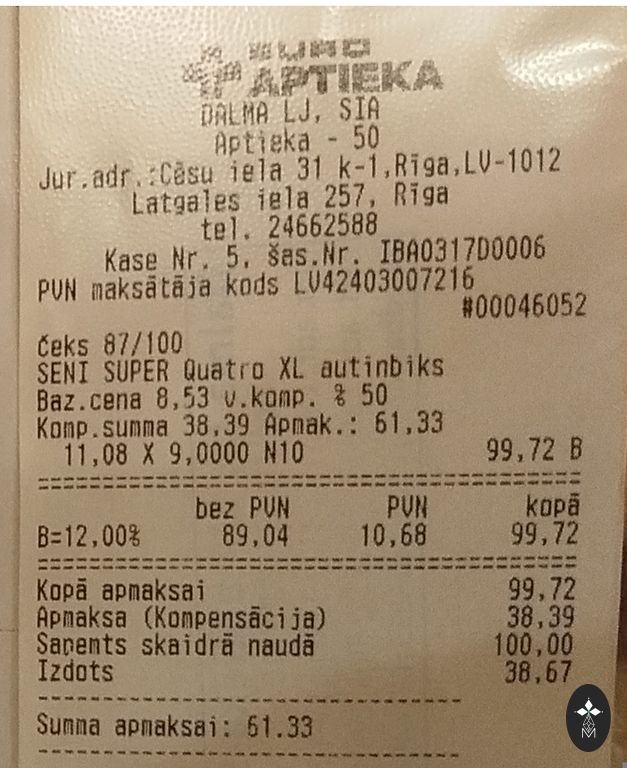 EURO
APTIEKA
DALMA LJ, SIA
Aptieka - 50
Jur.adr.:Cēsu iela 31 k-1,Rīga,LV-1012
Latgales iela 257, Rīga
tel. 24662588
Kase Nr. 5, šas.Nr. IBA0317D0006
PVN maksātāja kods LV42403007216
#00046052
čeks 87/100
SENI SUPER Quatro XL autinbiks
Baz.cena 8,53 v.komp. % 50
Komp.summa 38,39 Apmak.: 61,33
11,08 X 9,0000 N10 99,72 B
bez PVN PVN kopā
B=12,00% 89,04 10,68 99,72
Kopā apmaksai 99,72
Apmaksa (Kompensācija) 38,39
Saņemts skaidrā naudā 100,00
Izdots 38,67
Summa apmaksai: 61.33
M